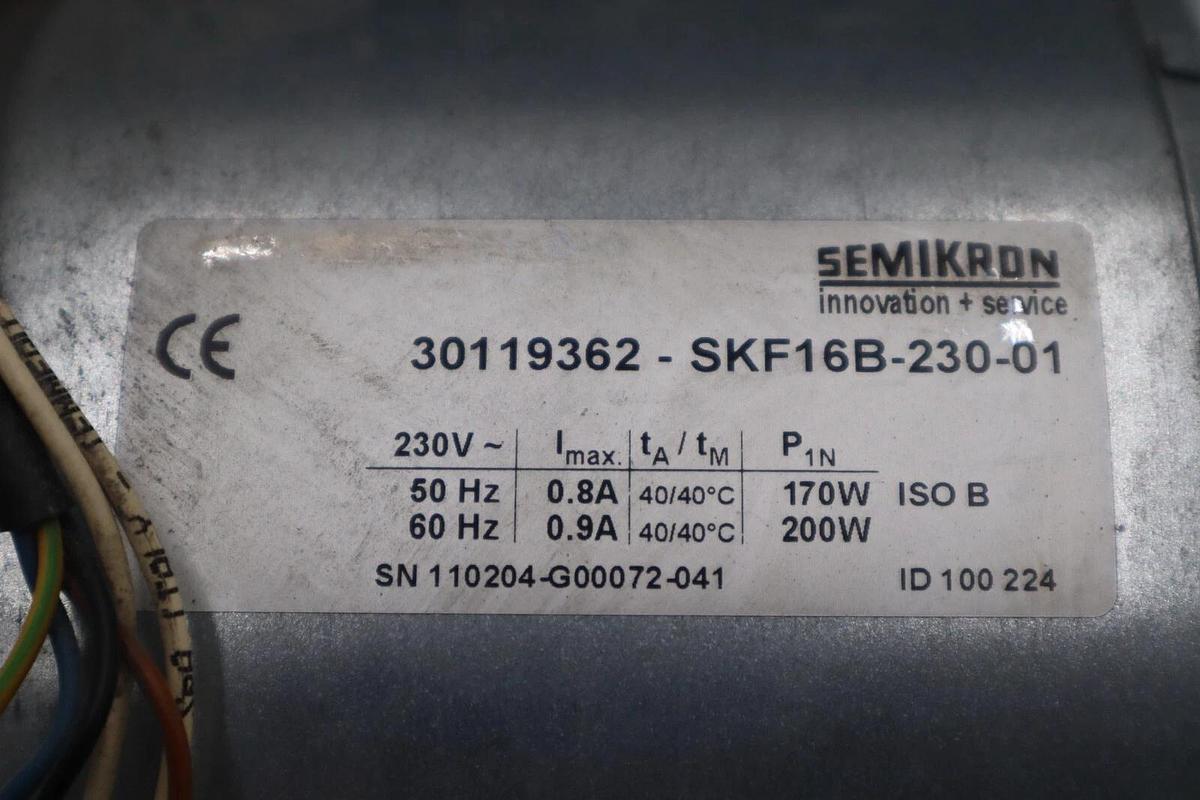 SEMIKRON
innovation + service
CE
30119362 - SKF16B-230-01
230V ~ Imax. tA / tM P1N
50 Hz 0.8A 40/40°C 170W ISO B
60 Hz 0.9A 40/40°C 200W
SN 110204-G00072-041 ID 100 224